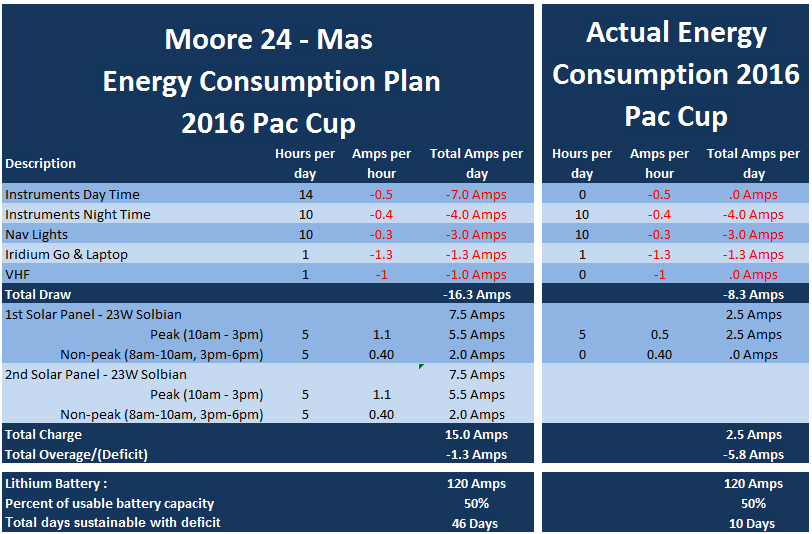 Moore 24 - Mas
Energy Consumption Plan
2016 Pac Cup
Actual Energy
Consumption 2016
Pac Cup
Description Hours per day Amps per hour Total Amps per day Hours per day Amps per hour Total Amps per day
Instruments Day Time 14 -0.5 -7.0 Amps 0 -0.5 .0 Amps
Instruments Night Time 10 -0.4 -4.0 Amps 10 -0.4 -4.0 Amps
Nav Lights 10 -0.3 -3.0 Amps 10 -0.3 -3.0 Amps
Iridium Go & Laptop 1 -1.3 -1.3 Amps 1 -1.3 -1.3 Amps
VHF 1 -1 -1.0 Amps 0 -1 .0 Amps
Total Draw -16.3 Amps -8.3 Amps
1st Solar Panel - 23W Solbian 7.5 Amps 2.5 Amps
Peak (10am - 3pm) 5 1.1 5.5 Amps 5 0.5 2.5 Amps
Non-peak (8am-10am, 3pm-6pm) 5 0.40 2.0 Amps 0 0.40 .0 Amps
2nd Solar Panel - 23W Solbian 7.5 Amps
Peak (10am - 3pm) 5 1.1 5.5 Amps
Non-peak (8am-10am, 3pm-6pm) 5 0.40 2.0 Amps
Total Charge 15.0 Amps 2.5 Amps
Total Overage/(Deficit) -1.3 Amps -5.8 Amps
Lithium Battery : 120 Amps 120 Amps
Percent of usable battery capacity 50% 50%
Total days sustainable with deficit 46 Days 10 Days